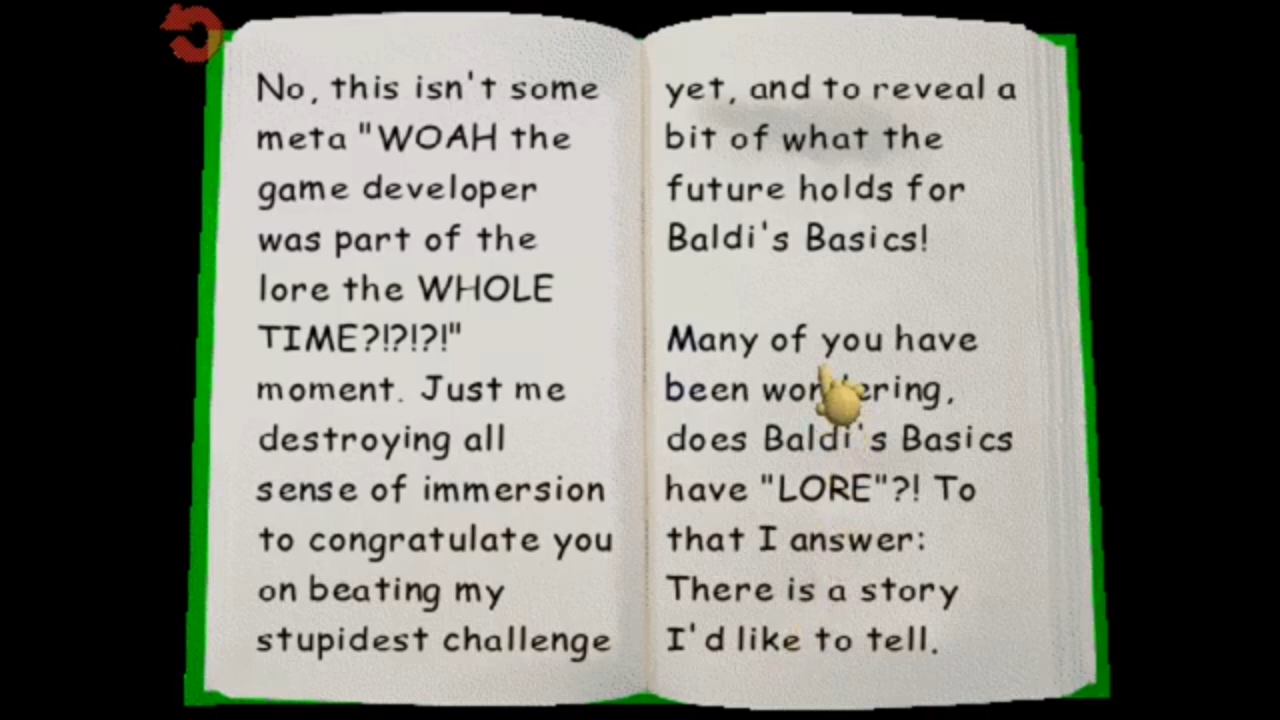 No, this isn't some
meta "WOAH the
game developer
was part of the
lore the WHOLE
TIME?!?!?!"
moment. Just me
destroying all
sense of immersion
to congratulate you
on beating my
stupidest challenge
yet, and to reveal a
bit of what the
future holds for
Baldi's Basics!
Many of you have
been wondering,
does Baldi's Basics
have "LORE"?! To
that I answer:
There is a story
I'd like to tell.